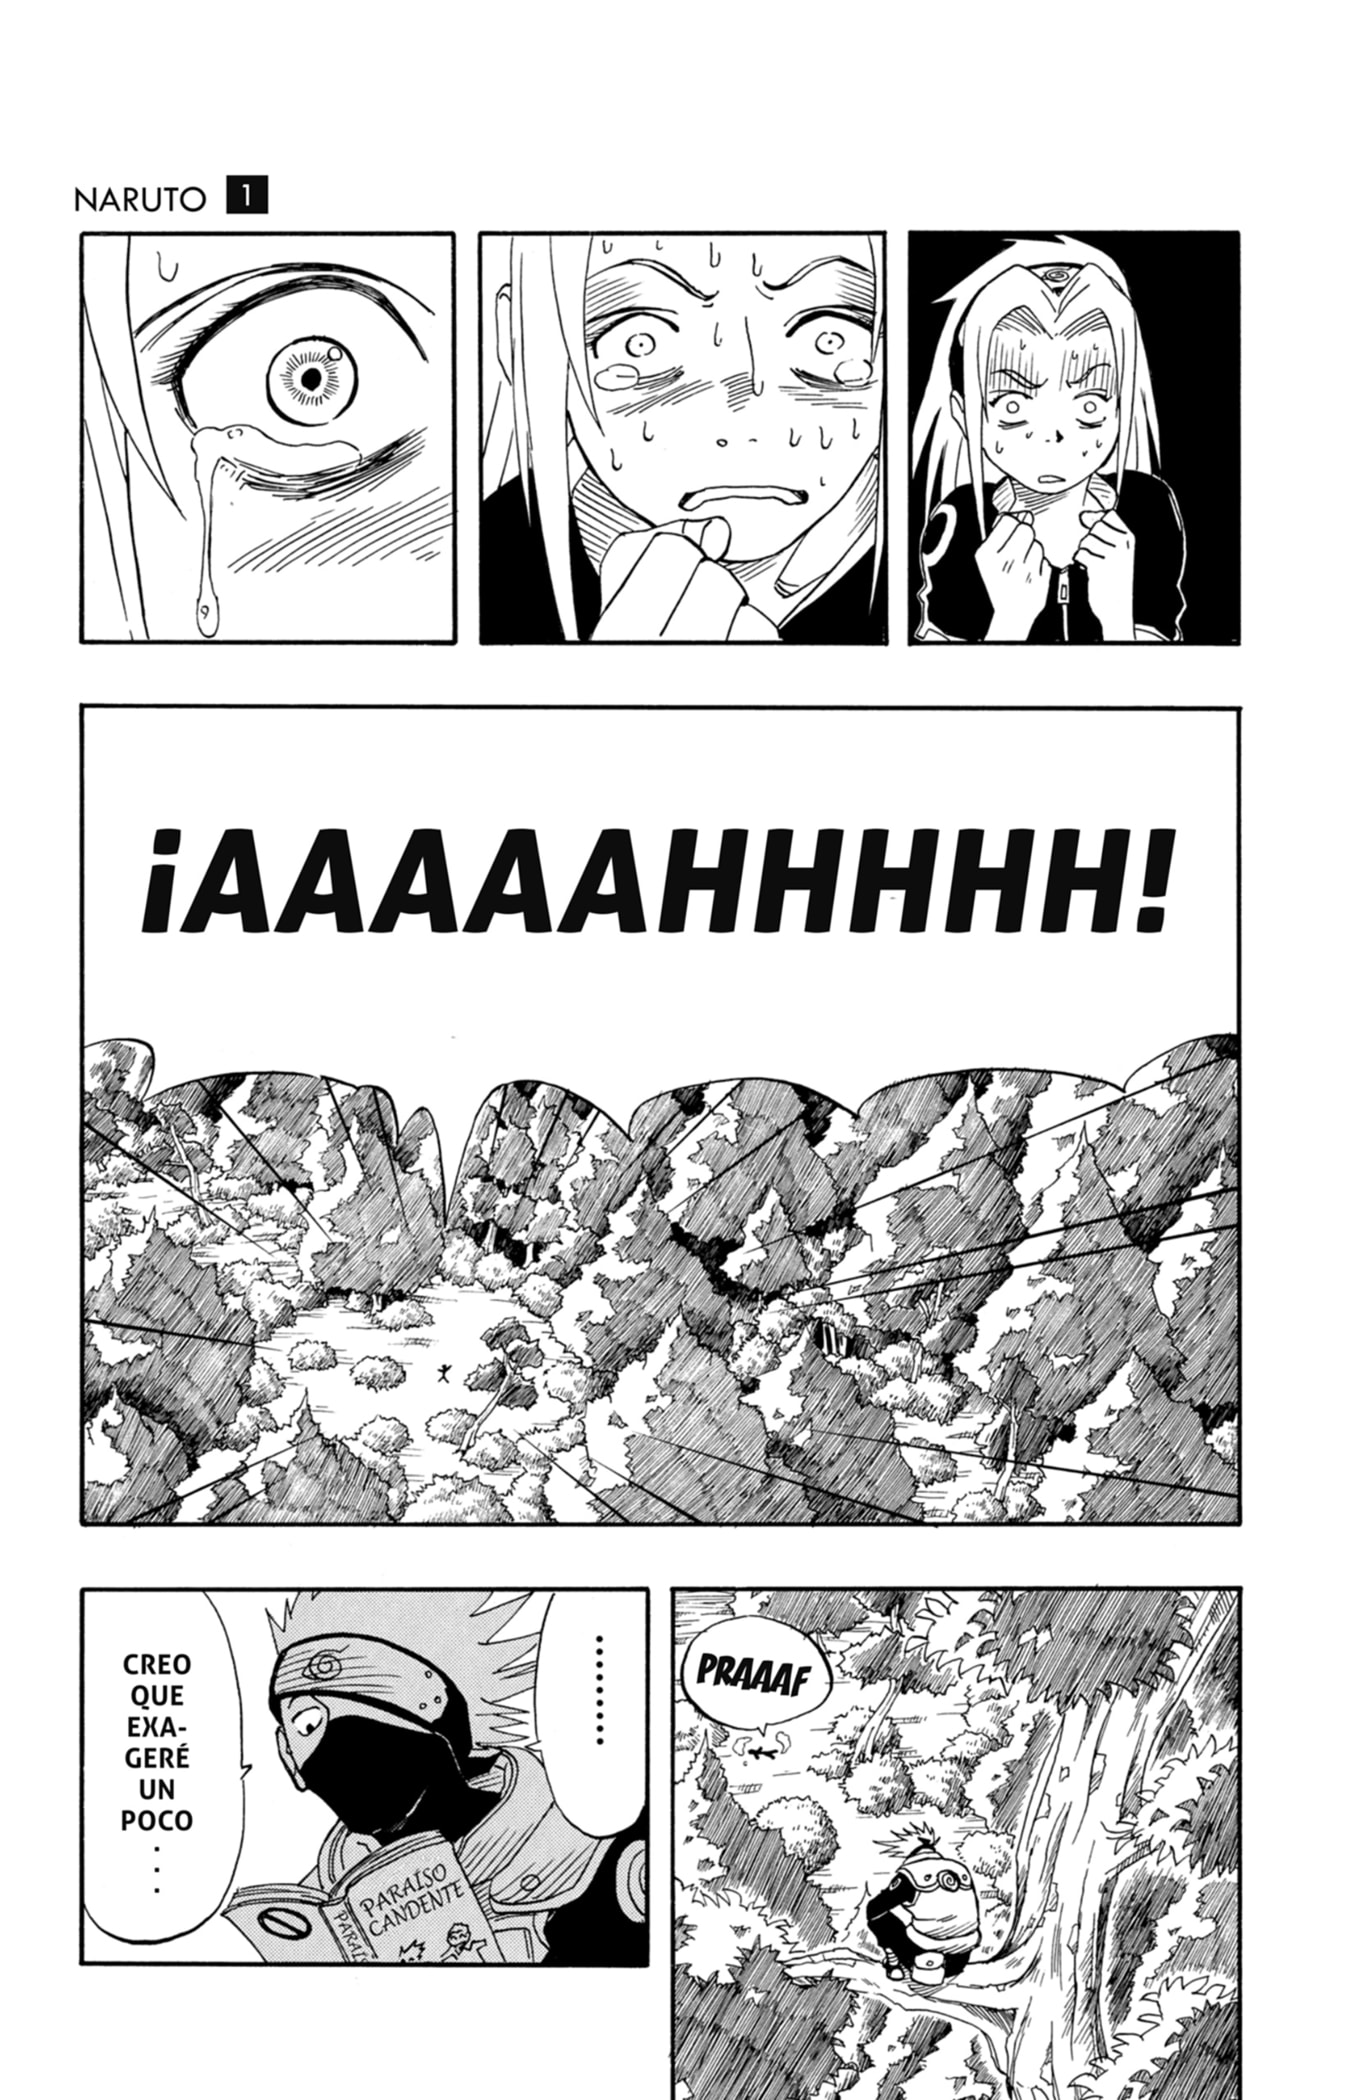 NARUTO 1
¡AAAAAHHHHH!
PRAAAF
........
CREO
QUE
EXA-
GERÉ
UN
POCO
...
PARAÍSO
CANDENTE
PARAÍ